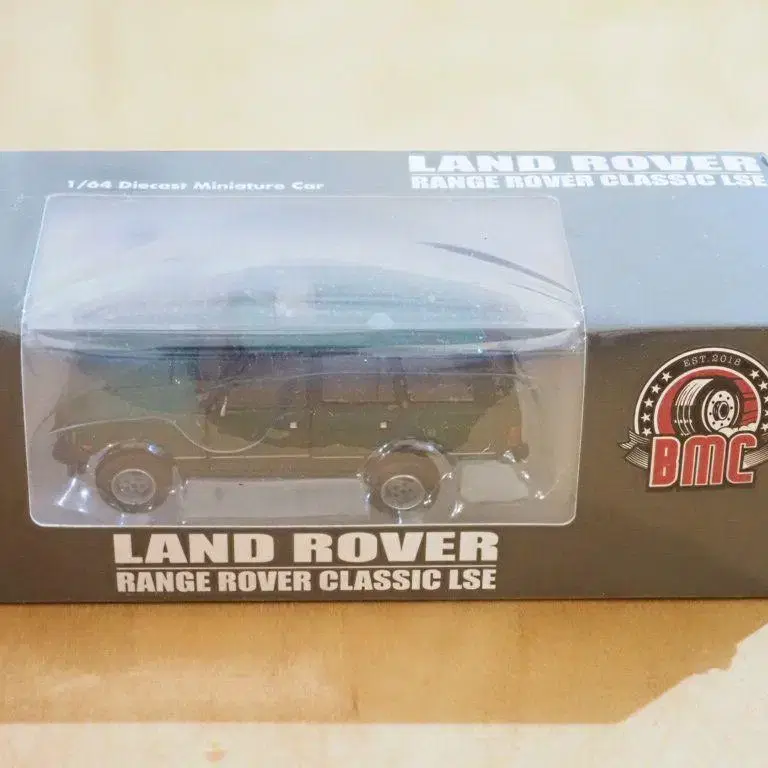 LAND ROVER
RANGE ROVER CLASSIC LSE
1/64 Diecast Miniature Car
EST.2018
BMC
LAND ROVER
RANGE ROVER CLASSIC LSE